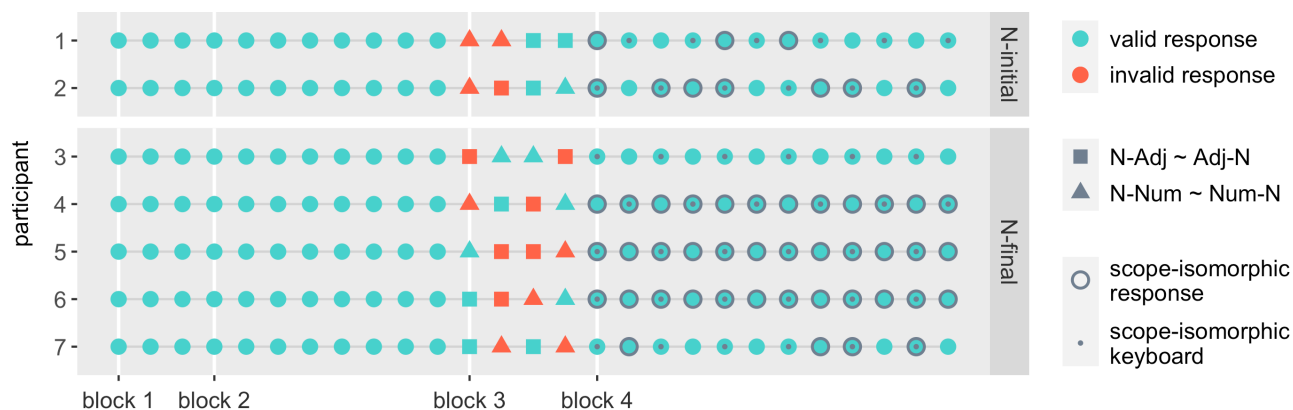 participant
1
2
N-initial
3
4
5
6
7
N-final
block 1
block 2
block 3
block 4
valid response
invalid response
N-Adj ~ Adj-N
N-Num ~ Num-N
scope-isomorphic
response
scope-isomorphic
keyboard